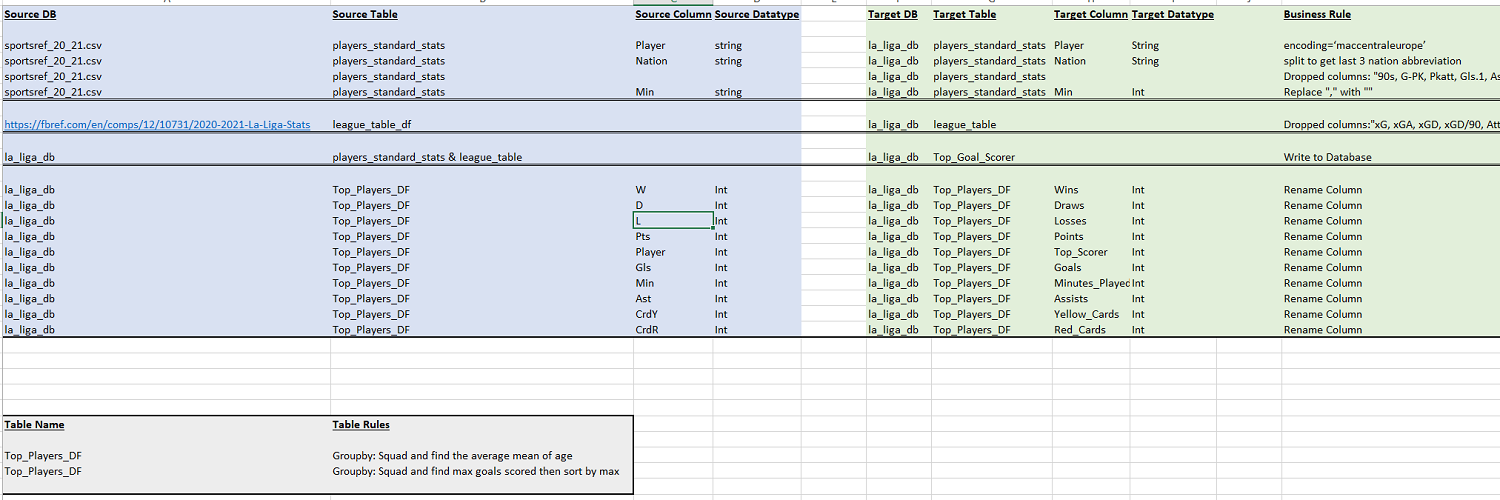 Source DB Source Table Source Column Source Datatype Target DB Target Table Target Column Target Datatype Business Rule
sportsref_20_21.csv players_standard_stats Player string la_liga_db players_standard_stats Player String encoding=‘maccentraleurope’
sportsref_20_21.csv players_standard_stats Nation string la_liga_db players_standard_stats Nation String split to get last 3 nation abbreviation
sportsref_20_21.csv players_standard_stats la_liga_db players_standard_stats Dropped columns: "90s, G-PK, Pkatt, Gls.1, As
sportsref_20_21.csv players_standard_stats Min string la_liga_db players_standard_stats Min Int Replace "," with ""
https://fbref.com/en/comps/12/10731/2020-2021-La-Liga-Stats league_table_df la_liga_db league_table Dropped columns:"xG, xGA, xGD, xGD/90, Att
la_liga_db players_standard_stats & league_table la_liga_db Top_Goal_Scorer Write to Database
la_liga_db Top_Players_DF W Int la_liga_db Top_Players_DF Wins Int Rename Column
la_liga_db Top_Players_DF D Int la_liga_db Top_Players_DF Draws Int Rename Column
la_liga_db Top_Players_DF L Int la_liga_db Top_Players_DF Losses Int Rename Column
la_liga_db Top_Players_DF Pts Int la_liga_db Top_Players_DF Points Int Rename Column
la_liga_db Top_Players_DF Player Int la_liga_db Top_Players_DF Top_Scorer Int Rename Column
la_liga_db Top_Players_DF Gls Int la_liga_db Top_Players_DF Goals Int Rename Column
la_liga_db Top_Players_DF Min Int la_liga_db Top_Players_DF Minutes_Played Int Rename Column
la_liga_db Top_Players_DF Ast Int la_liga_db Top_Players_DF Assists Int Rename Column
la_liga_db Top_Players_DF CrdY Int la_liga_db Top_Players_DF Yellow_Cards Int Rename Column
la_liga_db Top_Players_DF CrdR Int la_liga_db Top_Players_DF Red_Cards Int Rename Column
Table Name Table Rules
Top_Players_DF Groupby: Squad and find the average mean of age
Top_Players_DF Groupby: Squad and find max goals scored then sort by max